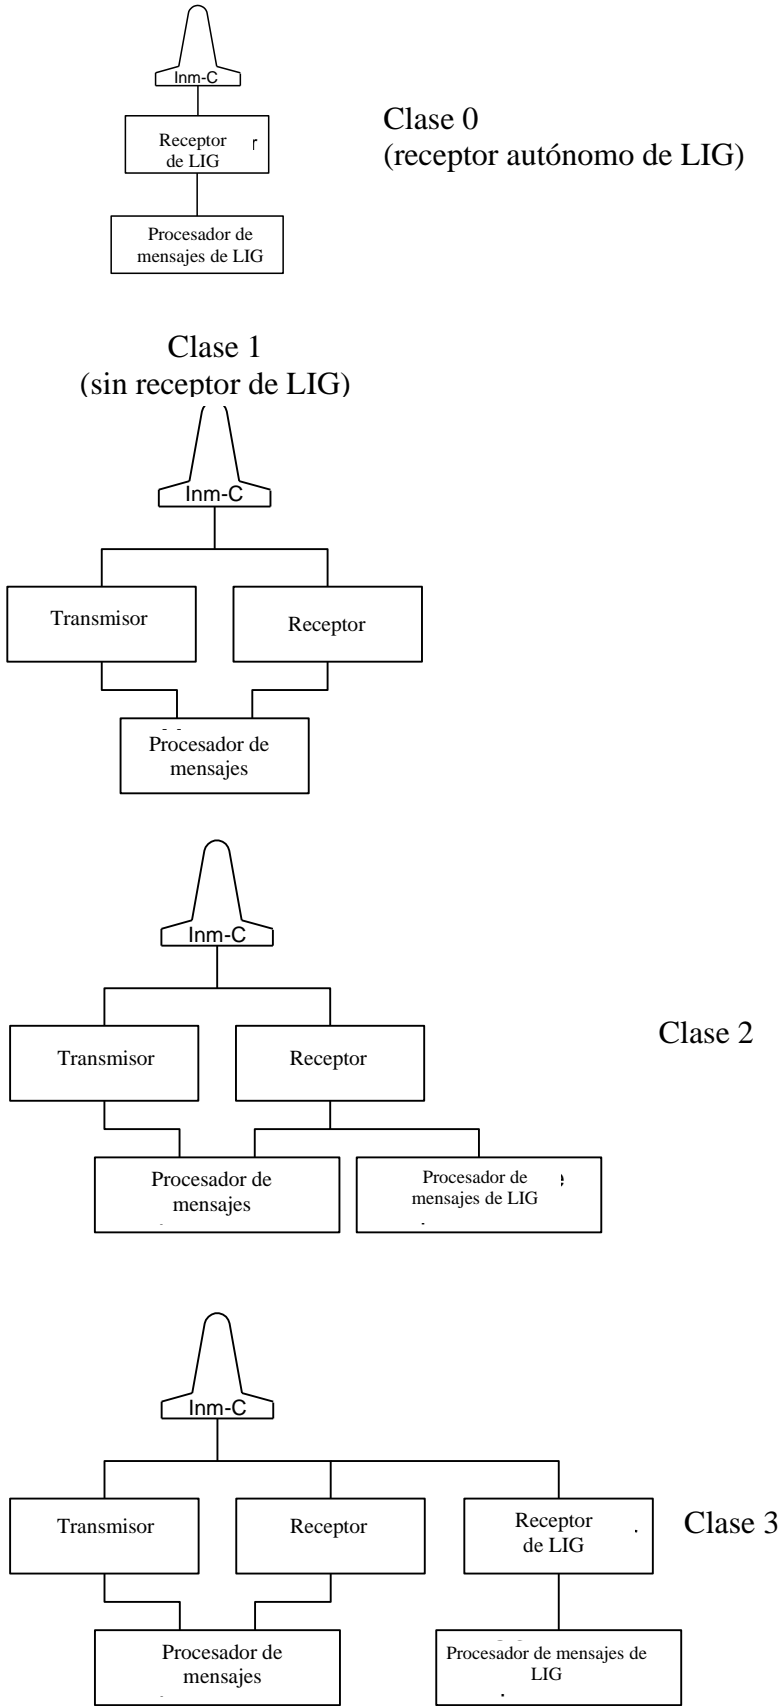 Inm-C
Receptor
de LIG
Procesador de
mensajes de LIG
Clase 0
(receptor autónomo de LIG)
Clase 1
(sin receptor de LIG)
Inm-C
Transmisor
Receptor
Procesador de
mensajes
Inm-C
Transmisor
Receptor
Procesador de
mensajes
Procesador de
mensajes de LIG
Clase 2
Inm-C
Transmisor
Receptor
Receptor
de LIG
Clase 3
Procesador de
mensajes
Procesador de mensajes de
LIG